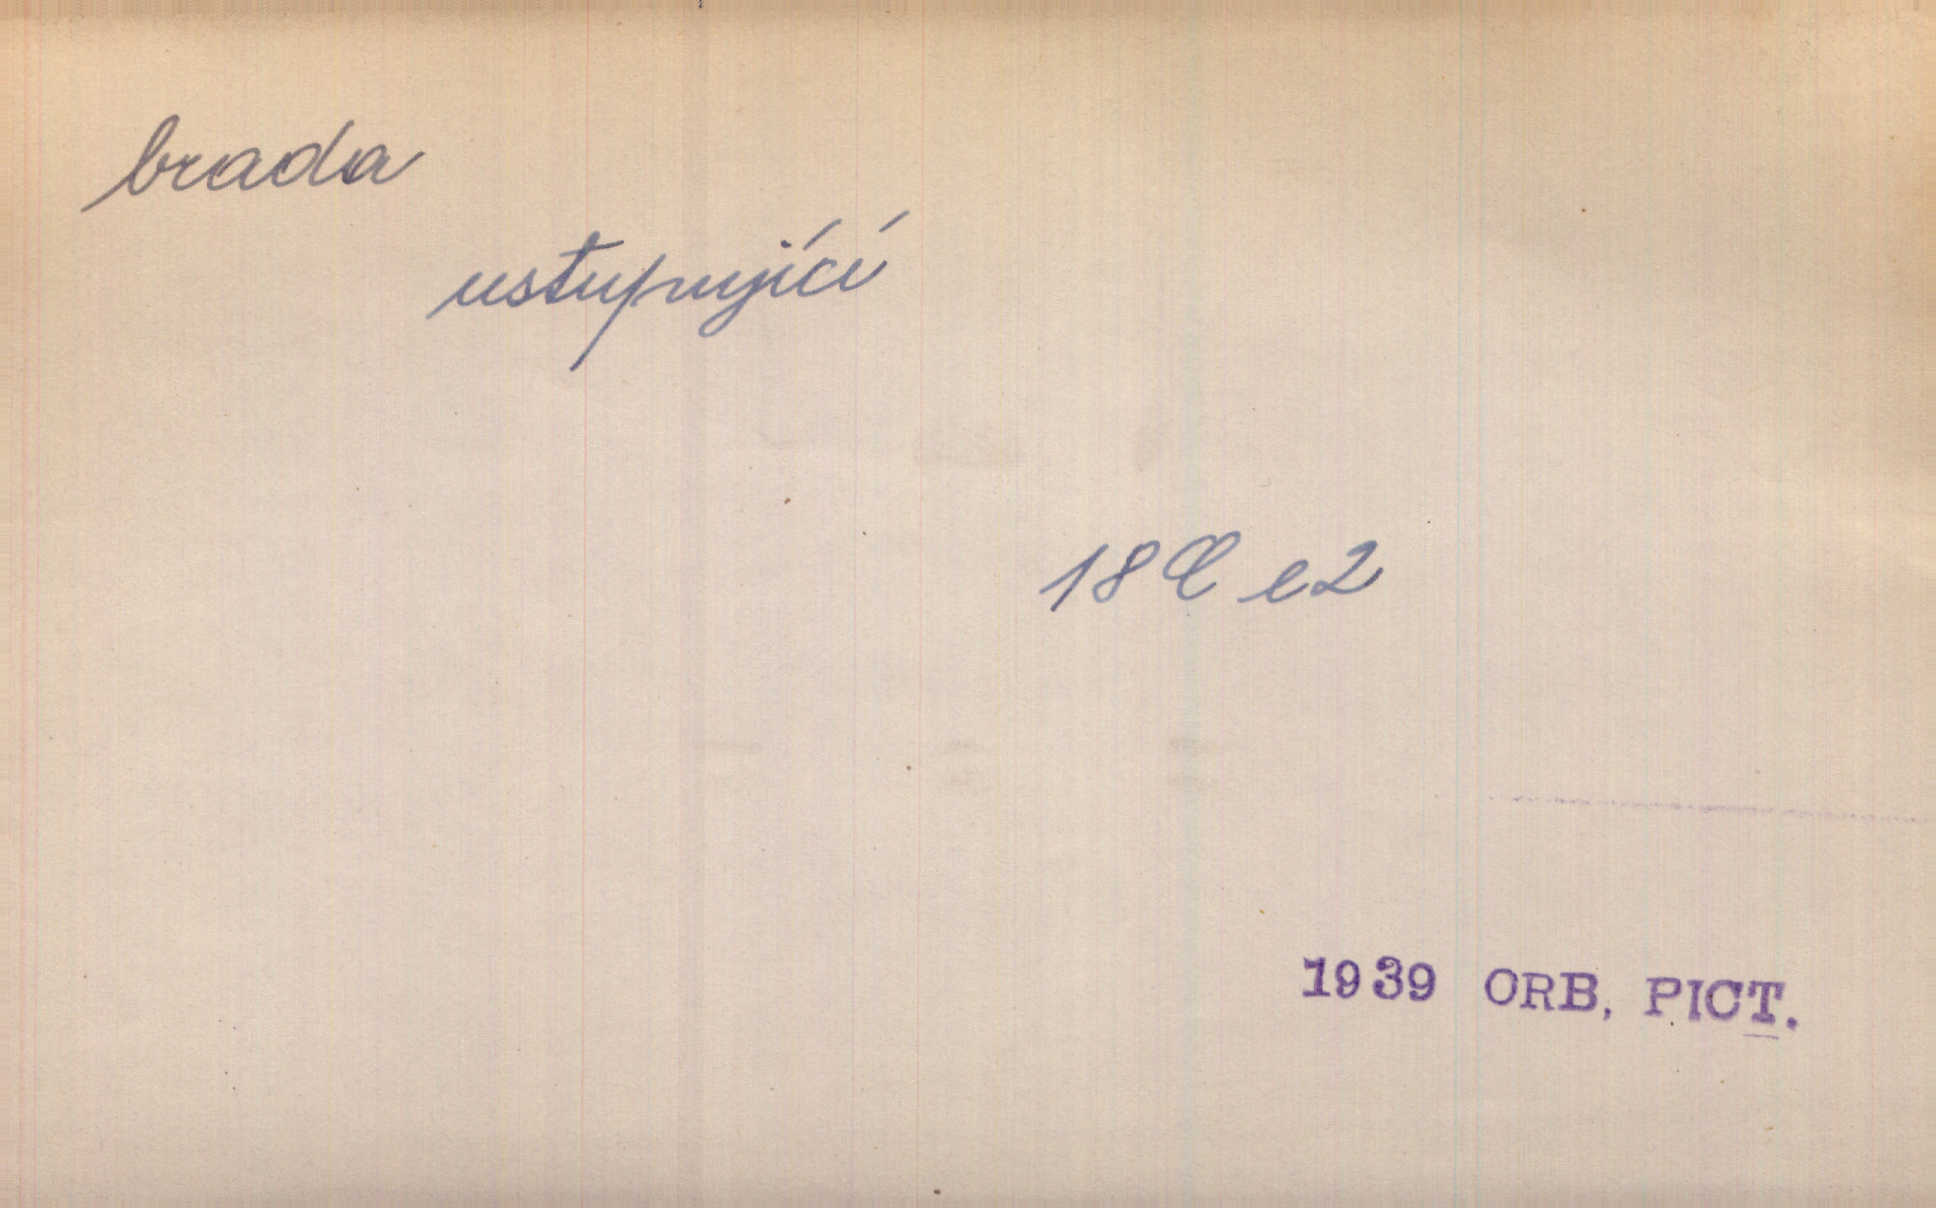 brada
ustupující
18 C e2
1939 ORB, PICT.